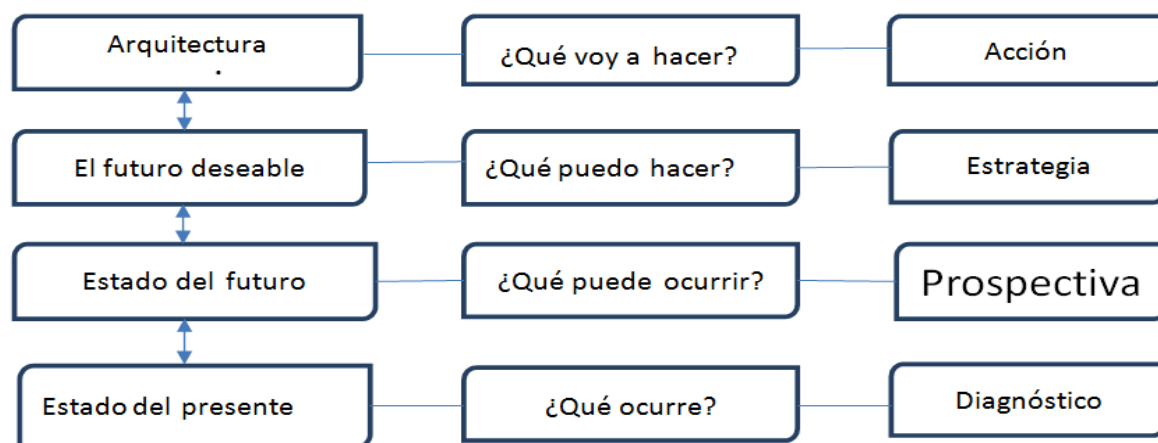 Arquitectura
.
¿Qué voy a hacer?
Acción
El futuro deseable
¿Qué puedo hacer?
Estrategia
Estado del futuro
¿Qué puede ocurrir?
Prospectiva
Estado del presente
¿Qué ocurre?
Diagnóstico